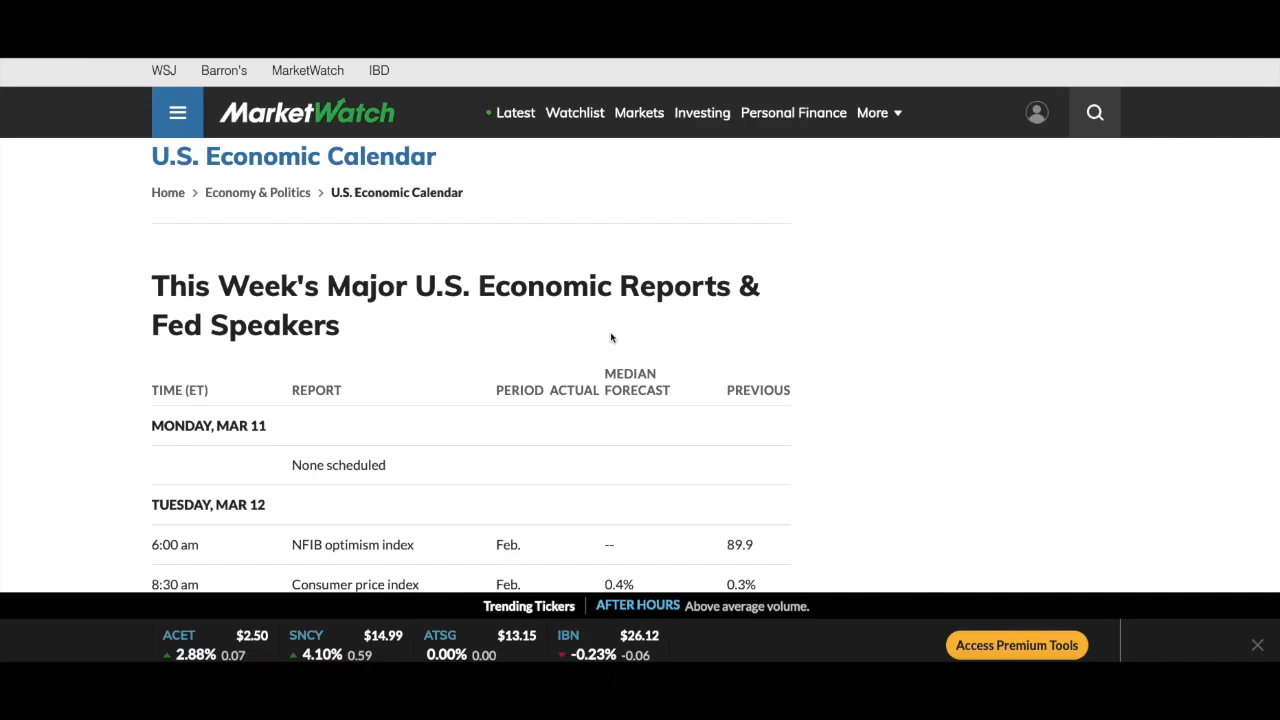 WSJ Barron's MarketWatch IBD
MarketWatch
Latest Watchlist Markets Investing Personal Finance More
U.S. Economic Calendar
Home > Economy & Politics > U.S. Economic Calendar
This Week's Major U.S. Economic Reports &
Fed Speakers
TIME (ET) REPORT PERIOD ACTUAL MEDIAN FORECAST PREVIOUS
MONDAY, MAR 11
None scheduled
TUESDAY, MAR 12
6:00 am NFIB optimism index Feb. -- 89.9
8:30 am Consumer price index Feb. 0.4% 0.3%
Trending Tickers AFTER HOURS Above average volume.
ACET $2.50 SNCY $14.99 ATSG $13.15 IBN $26.12
2.88% 0.07 4.10% 0.59 0.00% 0.00 -0.23% -0.06
Access Premium Tools